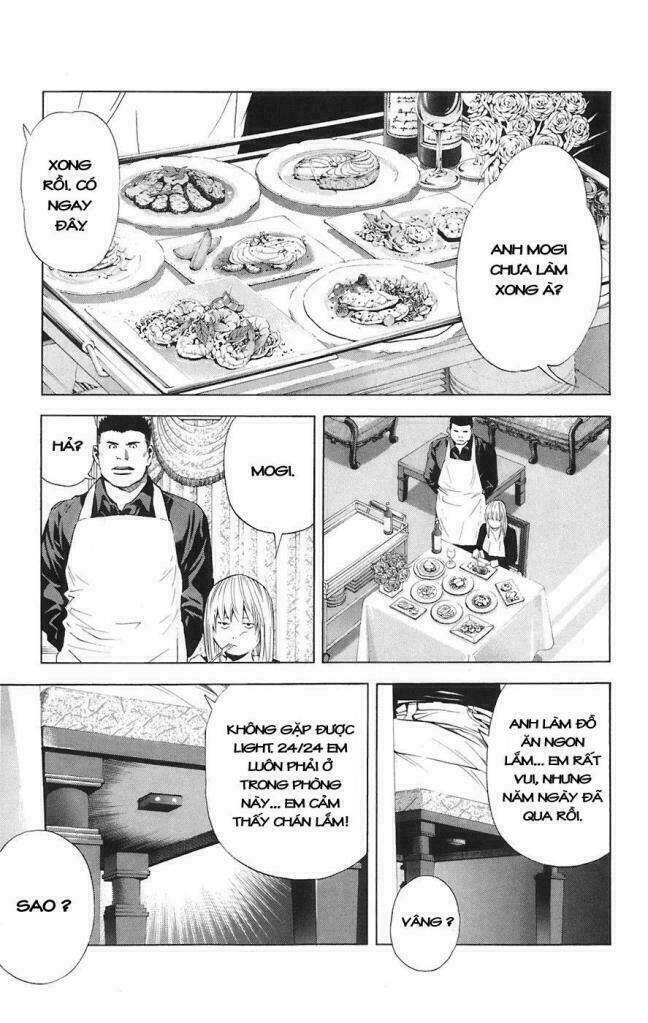 ANH MOGI
CHƯA LÀM
XONG À?
XONG
RỒI. CÓ
NGAY
ĐÂY.
MOGI.
HẢ?
ANH LÀM ĐỒ
ĂN NGON
LẮM... EM RẤT
VUI, NHƯNG
NĂM NGÀY ĐÃ
QUA RỒI.
VÂNG ?
KHÔNG GẶP ĐƯỢC
LIGHT. 24/24 EM
LUÔN PHẢI Ở
TRONG PHÒNG
NÀY... EM CẢM
THẤY CHÁN LẮM!
SAO ?